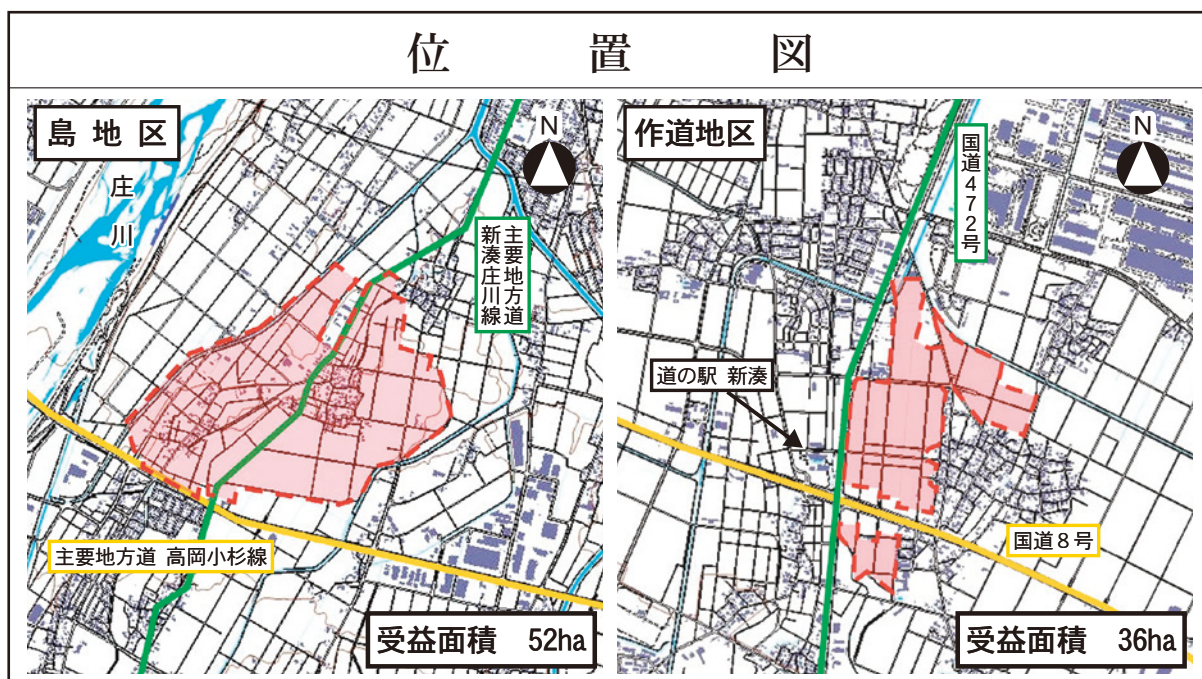 位置図
島地区
N
庄川
主要地方道
新湊庄川線
主要地方道 高岡小杉線
受益面積 52ha
作道地区
N
国道472号
道の駅 新湊
国道8号
受益面積 36ha